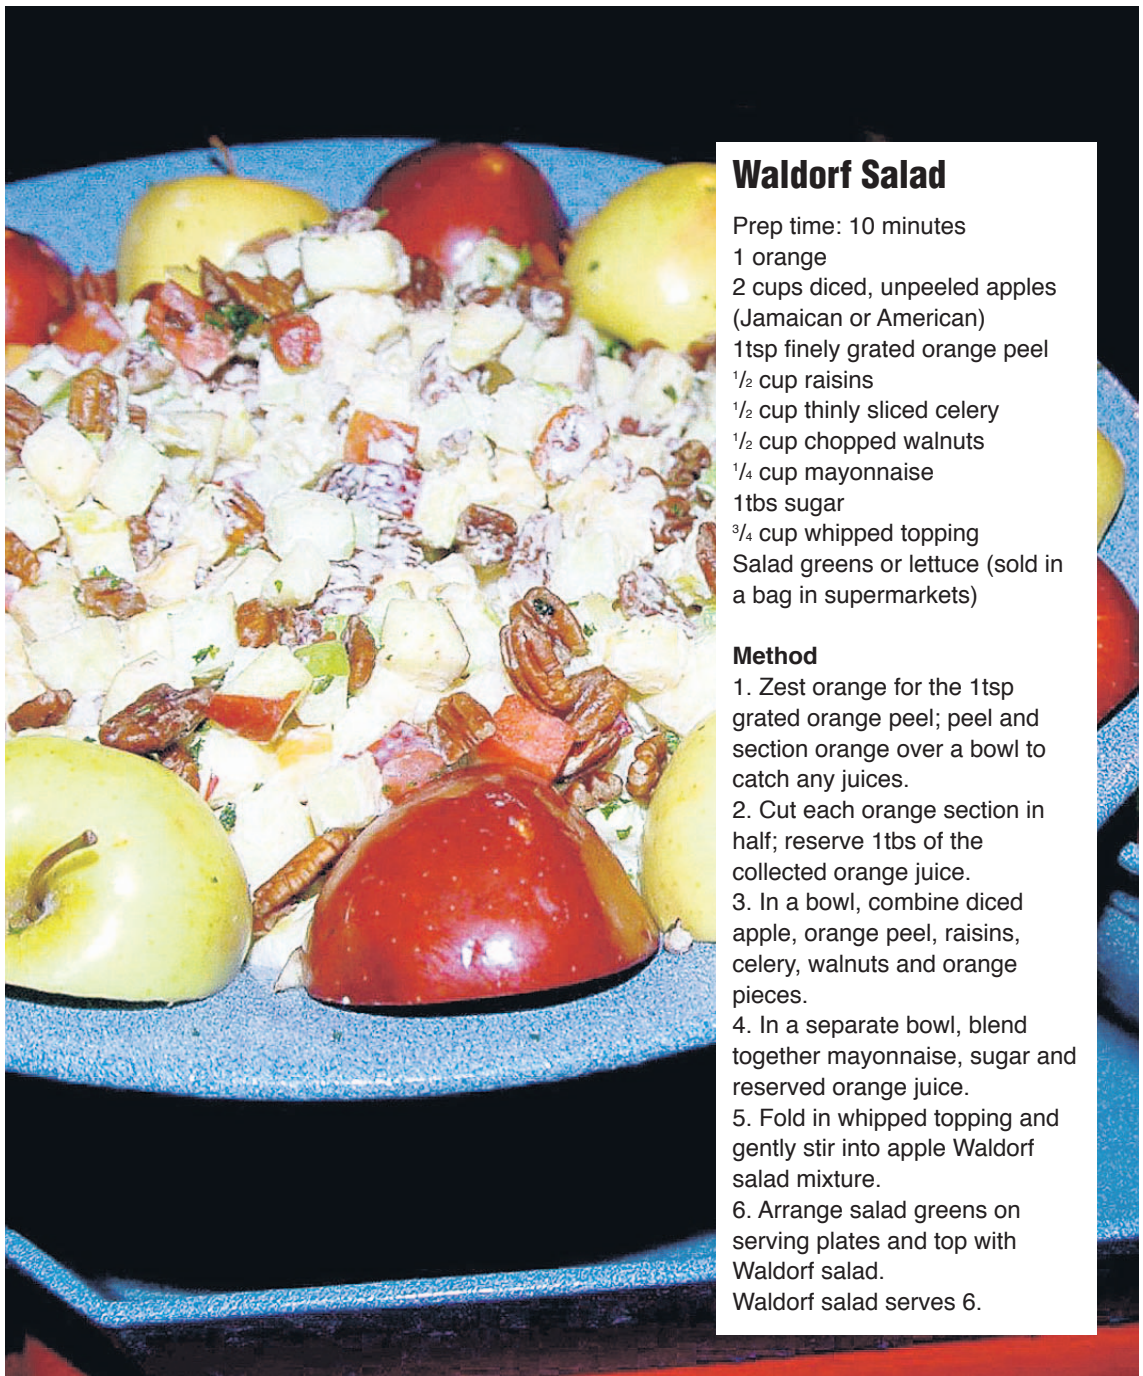 Waldorf Salad
Prep time: 10 minutes
1 orange
2 cups diced, unpeeled apples
(Jamaican or American)
1tsp finely grated orange peel
1/2 cup raisins
1/2 cup thinly sliced celery
1/2 cup chopped walnuts
1/4 cup mayonnaise
1tbs sugar
3/4 cup whipped topping
Salad greens or lettuce (sold in
a bag in supermarkets)
Method
1. Zest orange for the 1tsp
grated orange peel; peel and
section orange over a bowl to
catch any juices.
2. Cut each orange section in
half; reserve 1tbs of the
collected orange juice.
3. In a bowl, combine diced
apple, orange peel, raisins,
celery, walnuts and orange
pieces.
4. In a separate bowl, blend
together mayonnaise, sugar and
reserved orange juice.
5. Fold in whipped topping and
gently stir into apple Waldorf
salad mixture.
6. Arrange salad greens on
serving plates and top with
Waldorf salad.
Waldorf salad serves 6.